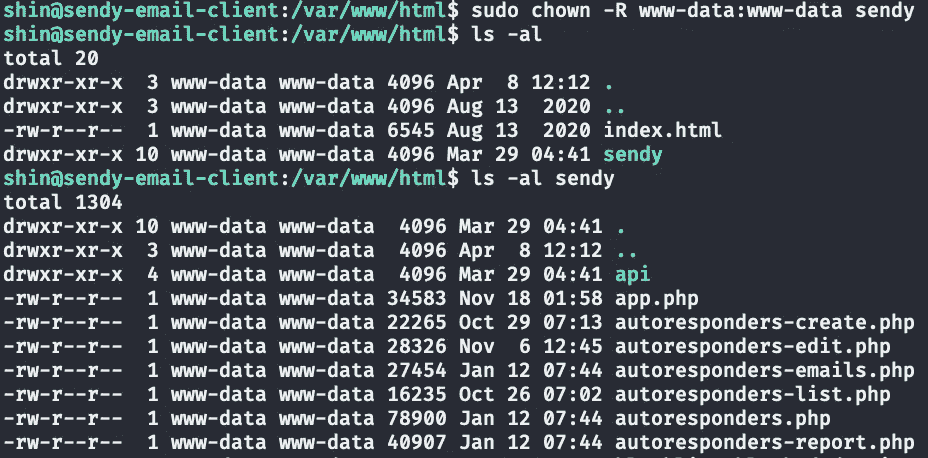 shin@sendy-email-client:/var/www/html$ sudo chown -R www-data:www-data sendy
shin@sendy-email-client:/var/www/html$ ls -al
total 20
drwxr-xr-x  3 www-data www-data 4096 Apr  8 12:12 .
drwxr-xr-x  3 www-data www-data 4096 Aug 13  2020 ..
-rw-r--r--  1 www-data www-data 6545 Aug 13  2020 index.html
drwxr-xr-x 10 www-data www-data 4096 Mar 29 04:41 sendy
shin@sendy-email-client:/var/www/html$ ls -al sendy
total 1304
drwxr-xr-x 10 www-data www-data  4096 Mar 29 04:41 .
drwxr-xr-x  3 www-data www-data  4096 Apr  8 12:12 ..
drwxr-xr-x  4 www-data www-data  4096 Mar 29 04:41 api
-rw-r--r--  1 www-data www-data 34583 Nov 18 01:58 app.php
-rw-r--r--  1 www-data www-data 22265 Oct 29 07:13 autoresponders-create.php
-rw-r--r--  1 www-data www-data 28326 Nov  6 12:45 autoresponders-edit.php
-rw-r--r--  1 www-data www-data 27454 Jan 12 07:44 autoresponders-emails.php
-rw-r--r--  1 www-data www-data 16235 Oct 26 07:02 autoresponders-list.php
-rw-r--r--  1 www-data www-data 78900 Jan 12 07:44 autoresponders.php
-rw-r--r--  1 www-data www-data 40907 Jan 12 07:44 autoresponders-report.php